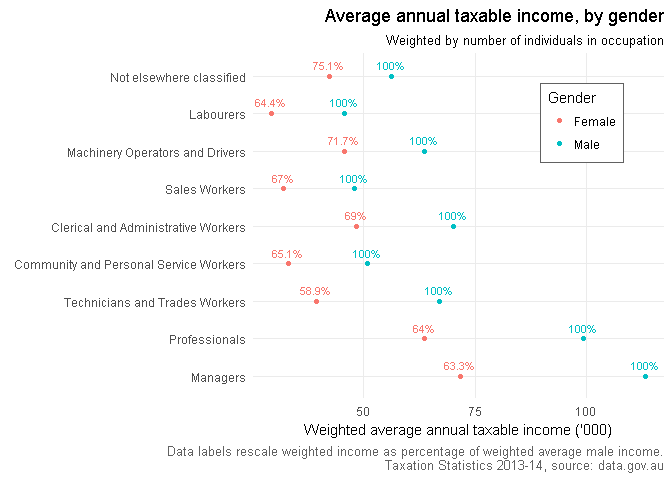 Average annual taxable income, by gender
Weighted by number of individuals in occupation
Not elsewhere classified
75.1%
100%
Labourers
64.4%
100%
Machinery Operators and Drivers
71.7%
100%
Sales Workers
67%
100%
Clerical and Administrative Workers
69%
100%
Community and Personal Service Workers
65.1%
100%
Technicians and Trades Workers
58.9%
100%
Professionals
64%
100%
Managers
63.3%
100%
Gender
Female
Male
50
75
100
Weighted average annual taxable income ('000)
Data labels rescale weighted income as percentage of weighted average male income.
Taxation Statistics 2013-14, source: data.gov.au